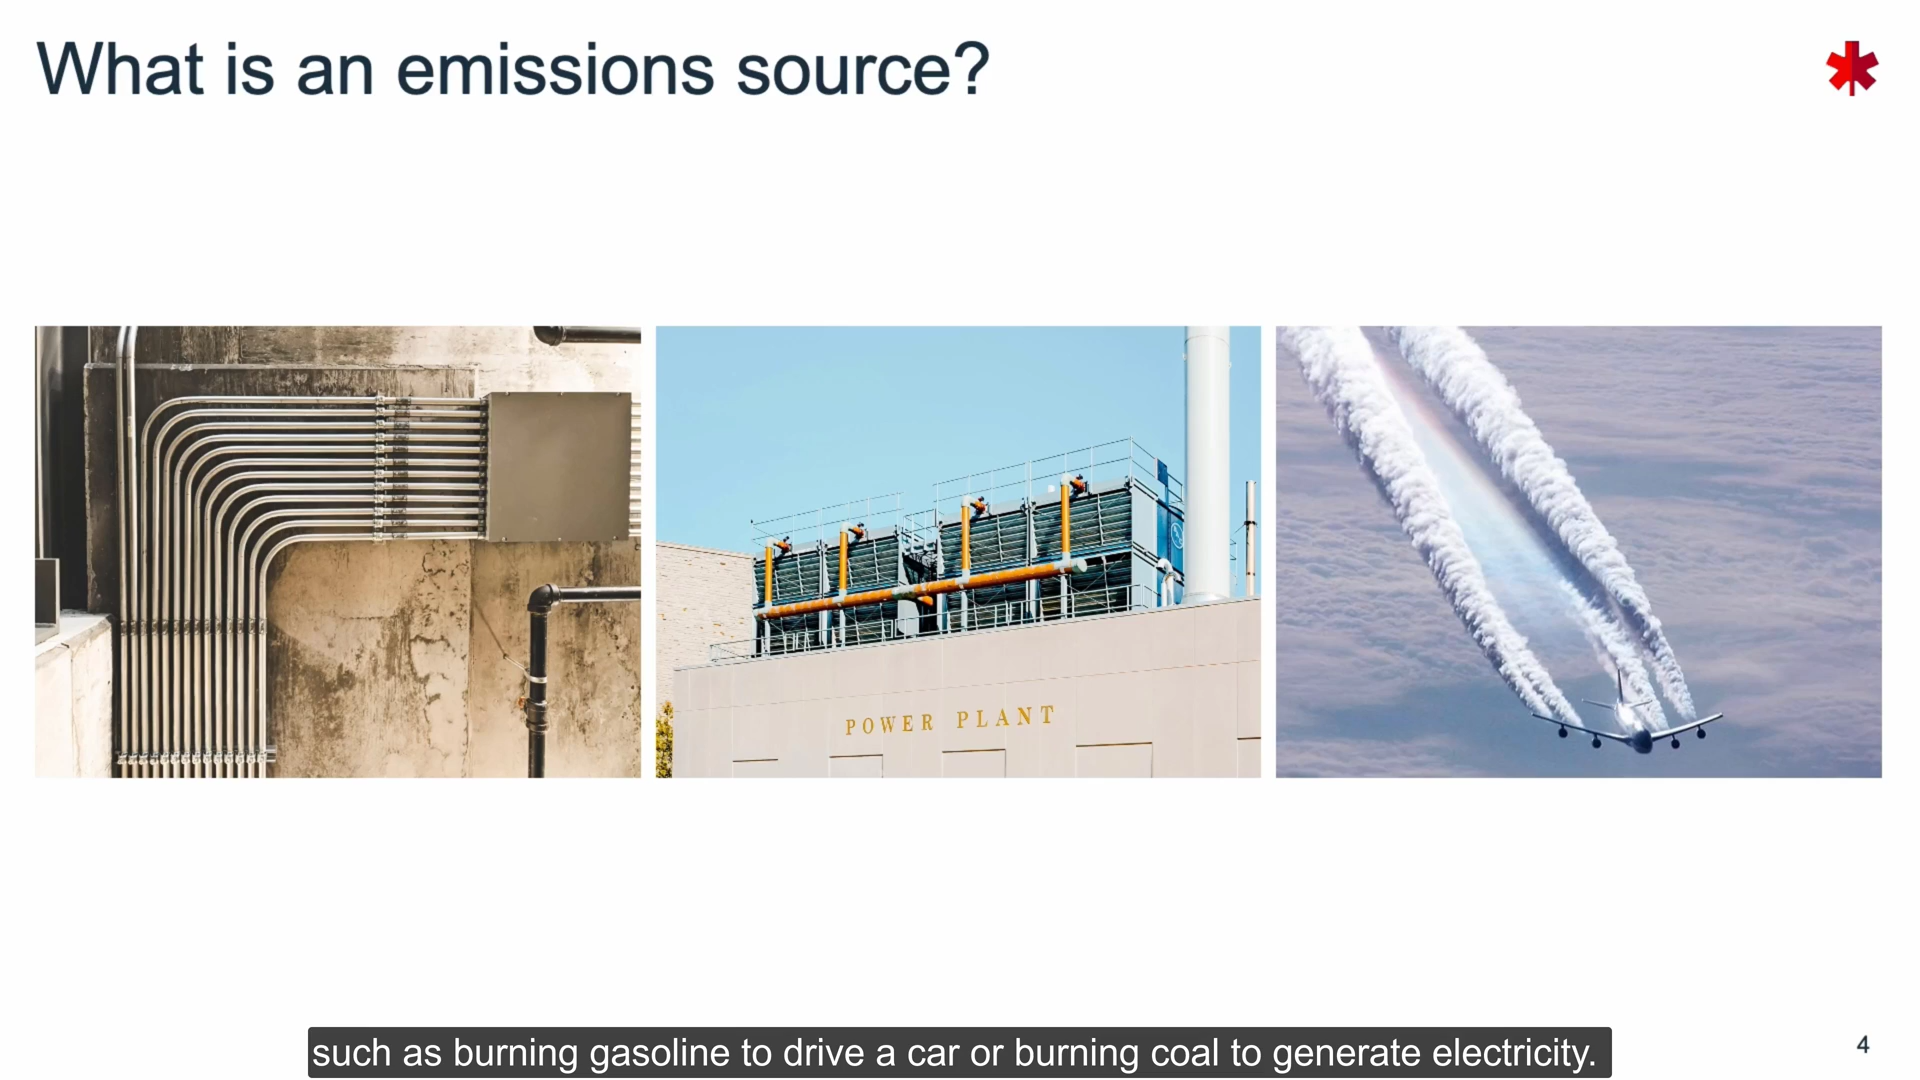 What is an emissions source?
POWER PLANT
such as burning gasoline to drive a car or burning coal to generate electricity.
4